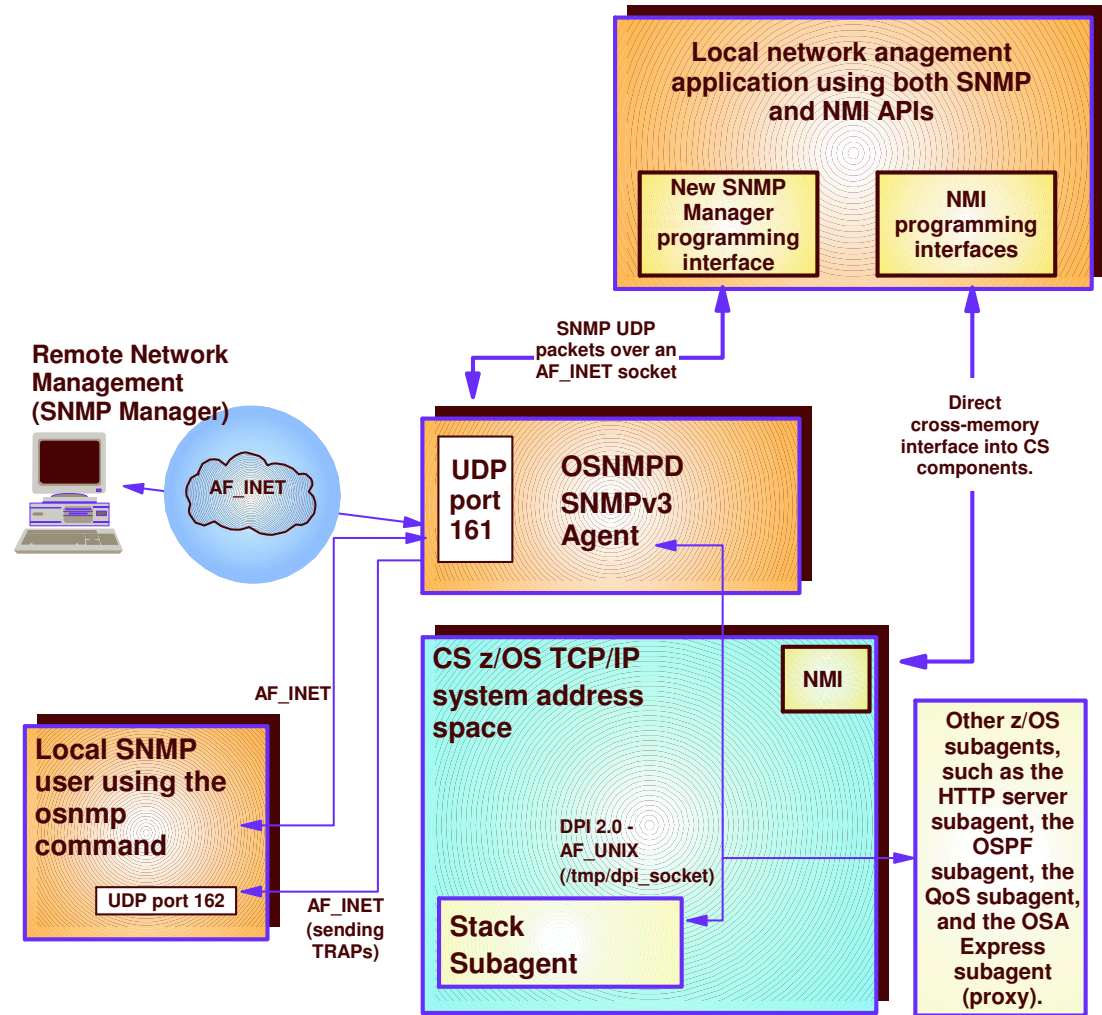 Local network anagement
application using both SNMP
and NMI APIs
New SNMP
Manager
programming
interface
NMI
programming
interfaces
SNMP UDP
packets over an
AF_INET socket
Remote Network
Management
(SNMP Manager)
AF_INET
Direct
cross-memory
interface into CS
components.
UDP
port
161
OSNMPD
SNMPv3
Agent
CS z/OS TCP/IP
system address
space
NMI
AF_INET
Local SNMP
user using the
osnmp
command
UDP port 162
AF_INET
(sending
TRAPs)
DPI 2.0 -
AF_UNIX
(/tmp/dpi_socket)
Stack
Subagent
Other z/OS
subagents,
such as the
HTTP server
subagent, the
OSPF
subagent, the
QoS subagent,
and the OSA
Express
subagent
(proxy).